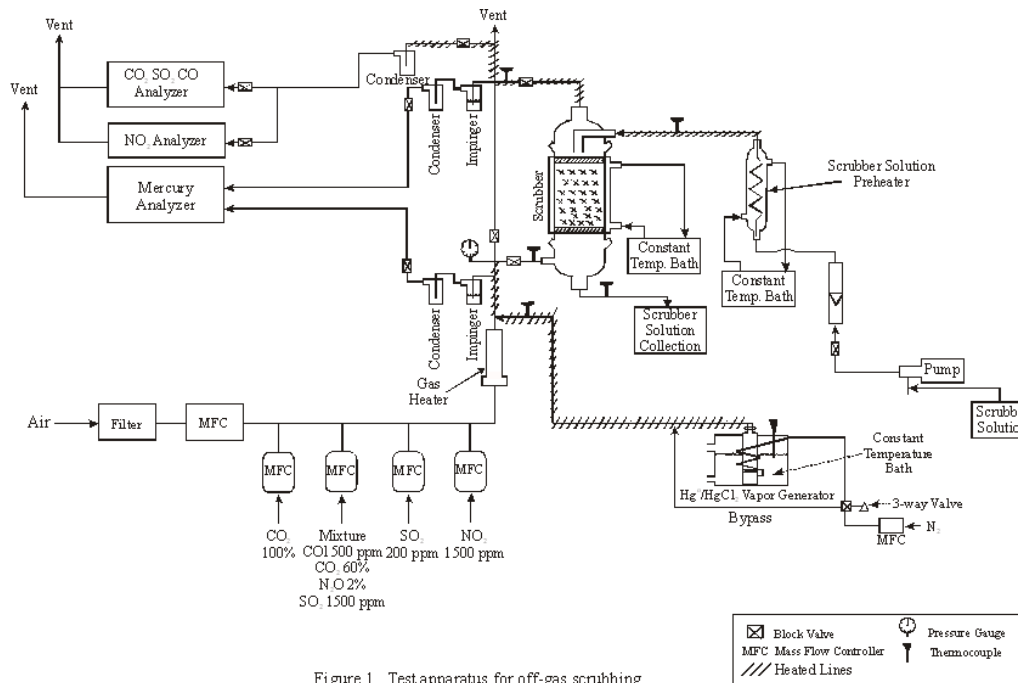 Vent
Vent
Vent
CO₂ SO₂ CO
Analyzer
NO₂ Analyzer
Mercury
Analyzer
Condenser
Condenser
Impinger
Scrubber
Scrubber Solution
Preheater
Constant
Temp. Bath
Constant
Temp. Bath
Scrubber
Solution
Collection
Condenser
Impinger
Gas
Heater
Pump
Scrubb
Solutio
Air
Filter
MFC
MFC
MFC
MFC
MFC
CO₂
100%
Mixture
CO1500 ppm
CO₂ 60%
N₂O 2%
SO₂ 1500 ppm
SO₂
200 ppm
NO₂
1500 ppm
Constant
Temperature
Bath
Hg°/HgCl₂ Vapor Generator
Bypass
3-way Valve
N₂
MFC
Block Valve
Pressure Gauge
MFC Mass Flow Controller
Thermocouple
Heated Lines
Figure 1. Test apparatus for off-gas scrubbing